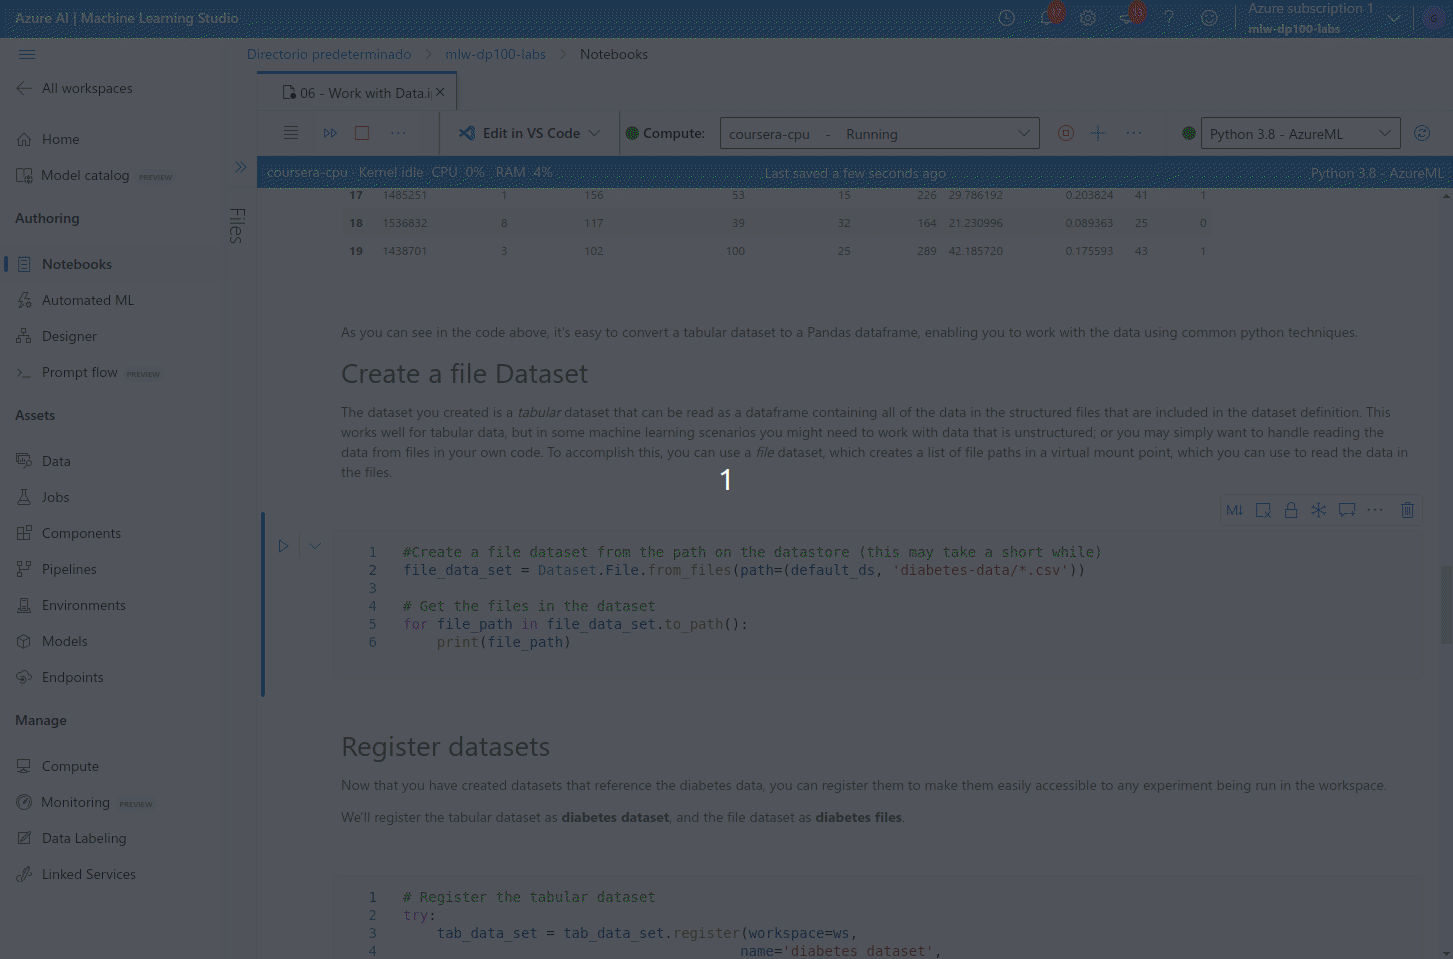 Azure AI | Machine Learning Studio
17
13
Azure subscription 1
mlw-dp100-labs
G
Directorio predeterminado > mlw-dp100-labs > Notebooks
All workspaces
06 - Work with Data.i
Home
Edit in VS Code
Compute:
coursera-cpu - Running
Python 3.8 - AzureML
Model catalog PREVIEW
coursera-cpu · Kernel idle · CPU 0% · RAM 4%
Last saved a few seconds ago
Python 3.8 - AzureML
Authoring
Files
Notebooks
Automated ML
Designer
Prompt flow PREVIEW
Assets
Data
Jobs
Components
Pipelines
Environments
Models
Endpoints
Manage
Compute
Monitoring PREVIEW
Data Labeling
Linked Services
17 1485251 1 156 53 15 226 29.786192 0.203824 41 1
18 1536832 8 117 39 32 164 21.230996 0.089363 25 0
19 1438701 3 102 100 25 289 42.185720 0.175593 43 1
As you can see in the code above, it's easy to convert a tabular dataset to a Pandas dataframe, enabling you to work with the data using common python techniques.
Create a file Dataset
The dataset you created is a tabular dataset that can be read as a dataframe containing all of the data in the structured files that are included in the dataset definition. This
works well for tabular data, but in some machine learning scenarios you might need to work with data that is unstructured; or you may simply want to handle reading the
data from files in your own code. To accomplish this, you can use a file dataset, which creates a list of file paths in a virtual mount point, which you can use to read the data in
the files.
1
M↓
1 #Create a file dataset from the path on the datastore (this may take a short while)
2 file_data_set = Dataset.File.from_files(path=(default_ds, 'diabetes-data/*.csv'))
3
4 # Get the files in the dataset
5 for file_path in file_data_set.to_path():
6 print(file_path)
Register datasets
Now that you have created datasets that reference the diabetes data, you can register them to make them easily accessible to any experiment being run in the workspace.
We'll register the tabular dataset as diabetes dataset, and the file dataset as diabetes files.
1 # Register the tabular dataset
2 try:
3 tab_data_set = tab_data_set.register(workspace=ws,
4 name='diabetes dataset',